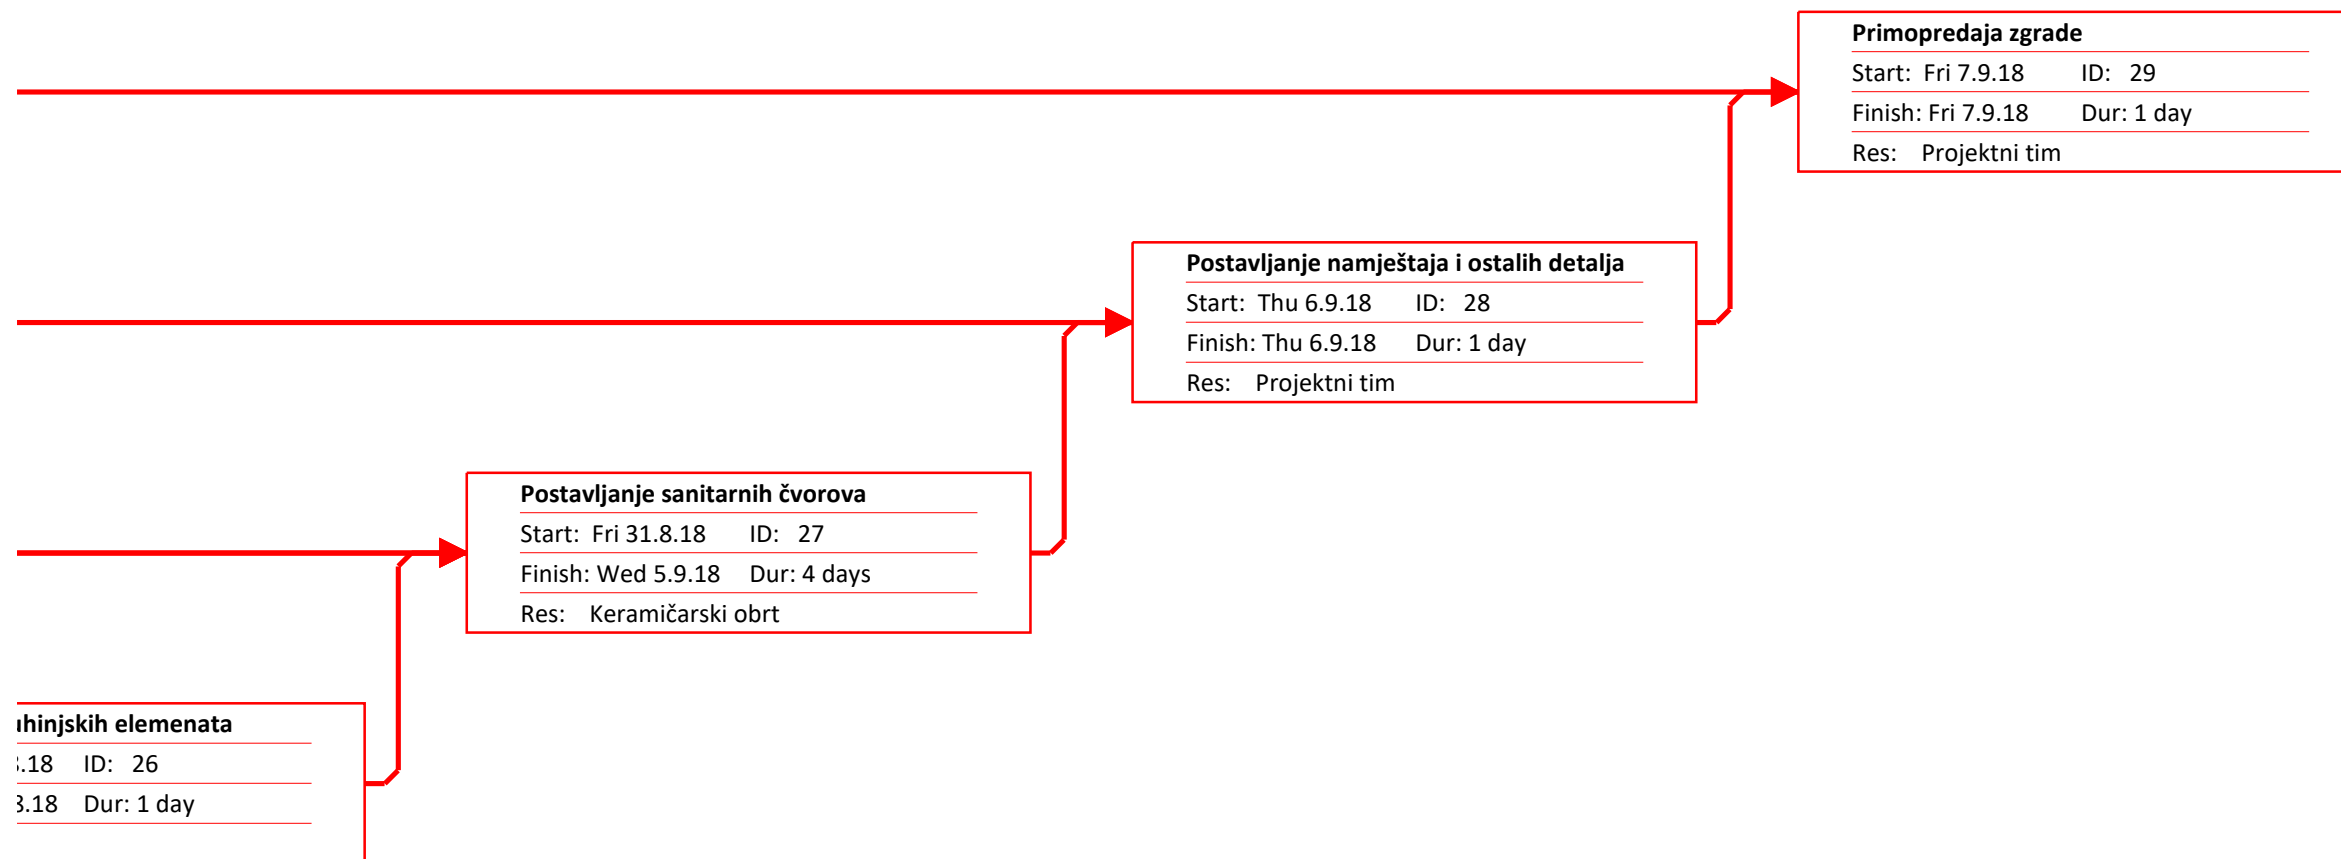 Primopredaja zgrade
Start: Fri 7.9.18 ID: 29
Finish: Fri 7.9.18 Dur: 1 day
Res: Projektni tim
Postavljanje namještaja i ostalih detalja
Start: Thu 6.9.18 ID: 28
Finish: Thu 6.9.18 Dur: 1 day
Res: Projektni tim
Postavljanje sanitarnih čvorova
Start: Fri 31.8.18 ID: 27
Finish: Wed 5.9.18 Dur: 4 days
Res: Keramičarski obrt
elemenata
.18 ID: 26
.18 Dur: 1 day